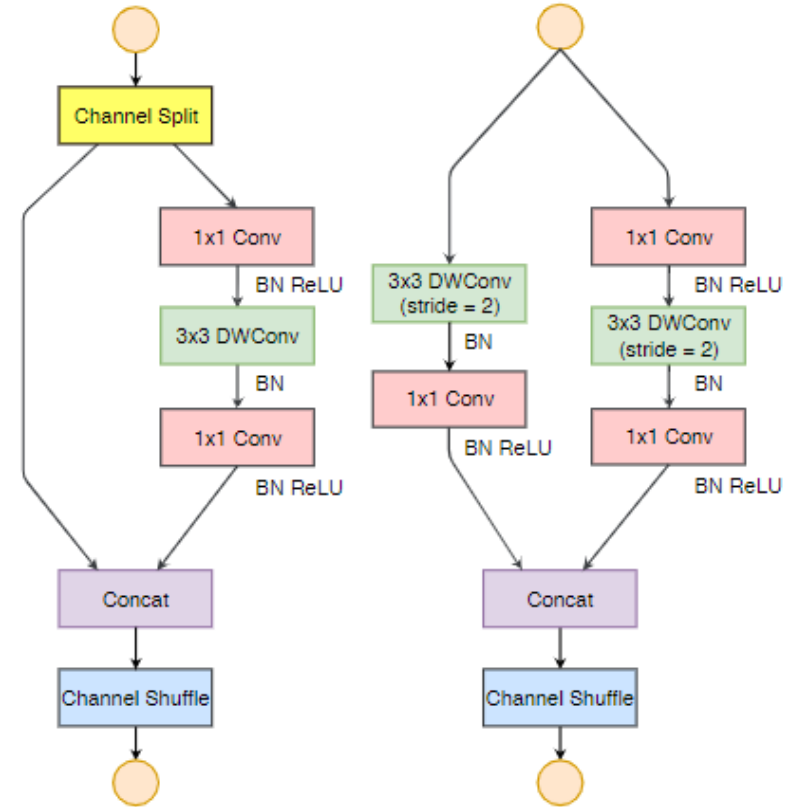 Channel Split
1x1 Conv
BN ReLU
3x3 DWConv
BN
1x1 Conv
BN ReLU
Concat
Channel Shuffle
3x3 DWConv
(stride = 2)
BN
1x1 Conv
BN ReLU
1x1 Conv
BN ReLU
3x3 DWConv
(stride = 2)
BN
1x1 Conv
BN ReLU
Concat
Channel Shuffle